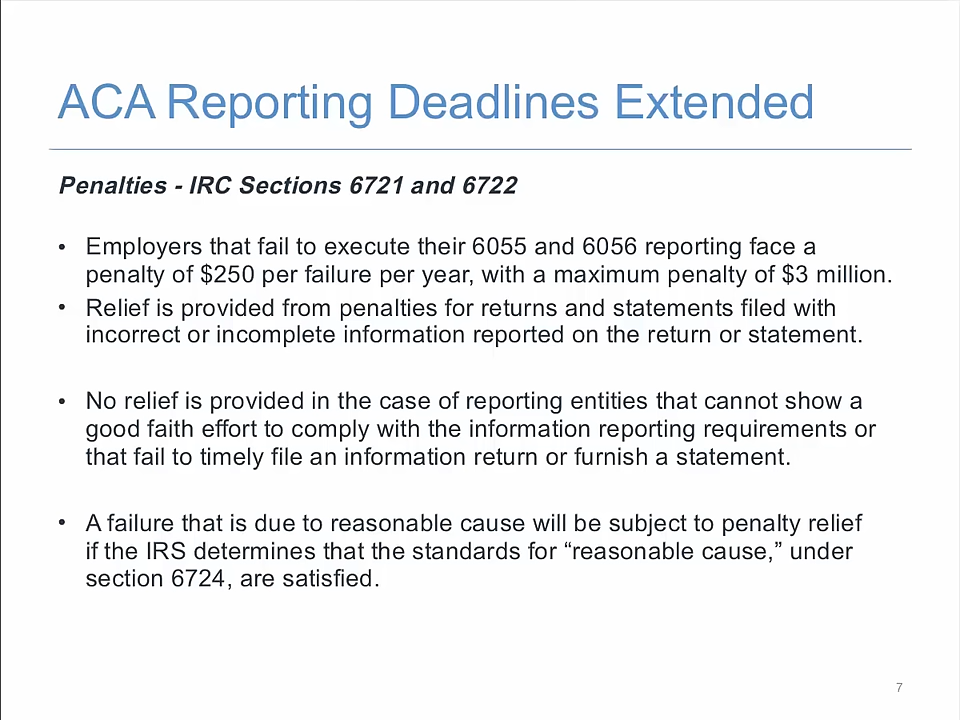 ACA Reporting Deadlines Extended
Penalties - IRC Sections 6721 and 6722
• Employers that fail to execute their 6055 and 6056 reporting face a
penalty of $250 per failure per year, with a maximum penalty of $3 million.
• Relief is provided from penalties for returns and statements filed with
incorrect or incomplete information reported on the return or statement.
• No relief is provided in the case of reporting entities that cannot show a
good faith effort to comply with the information reporting requirements or
that fail to timely file an information return or furnish a statement.
• A failure that is due to reasonable cause will be subject to penalty relief
if the IRS determines that the standards for “reasonable cause,” under
section 6724, are satisfied.
7